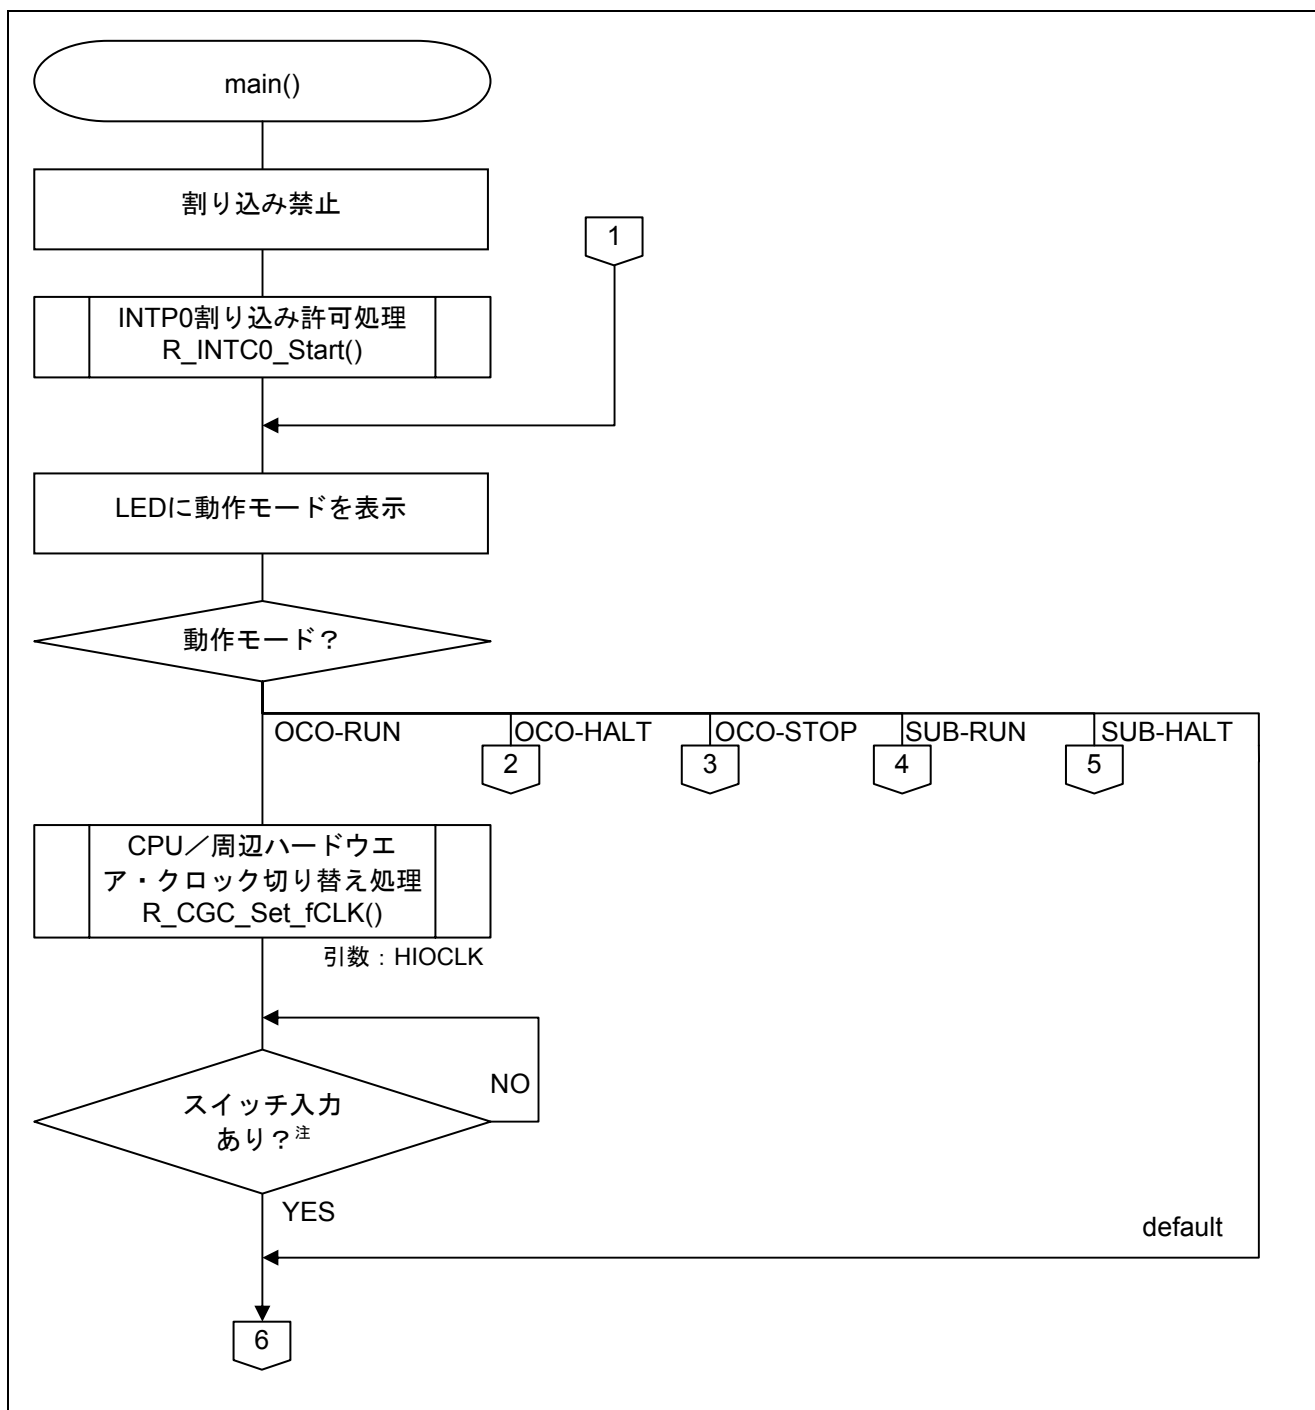 main()
割り込み禁止
1
INTP0割り込み許可処理
R_INTC0_Start()
LEDに動作モードを表示
動作モード？
OCO-RUN
OCO-HALT
OCO-STOP
SUB-RUN
SUB-HALT
2
3
4
5
CPU／周辺ハードウエ
ア・クロック切り替え処理
R_CGC_Set_fCLK()
引数：HIOCLK
NO
スイッチ入力
あり？注
YES
default
6